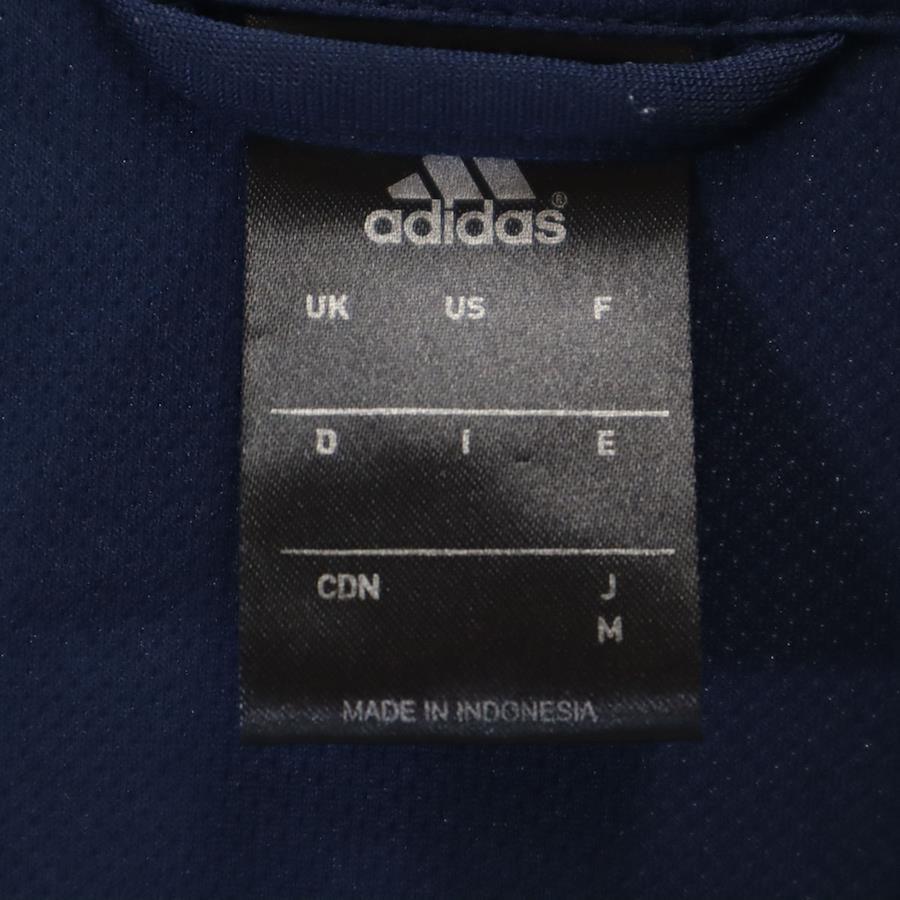 adidas®
UK US F
D I E
CDN J
M
MADE IN INDONESIA